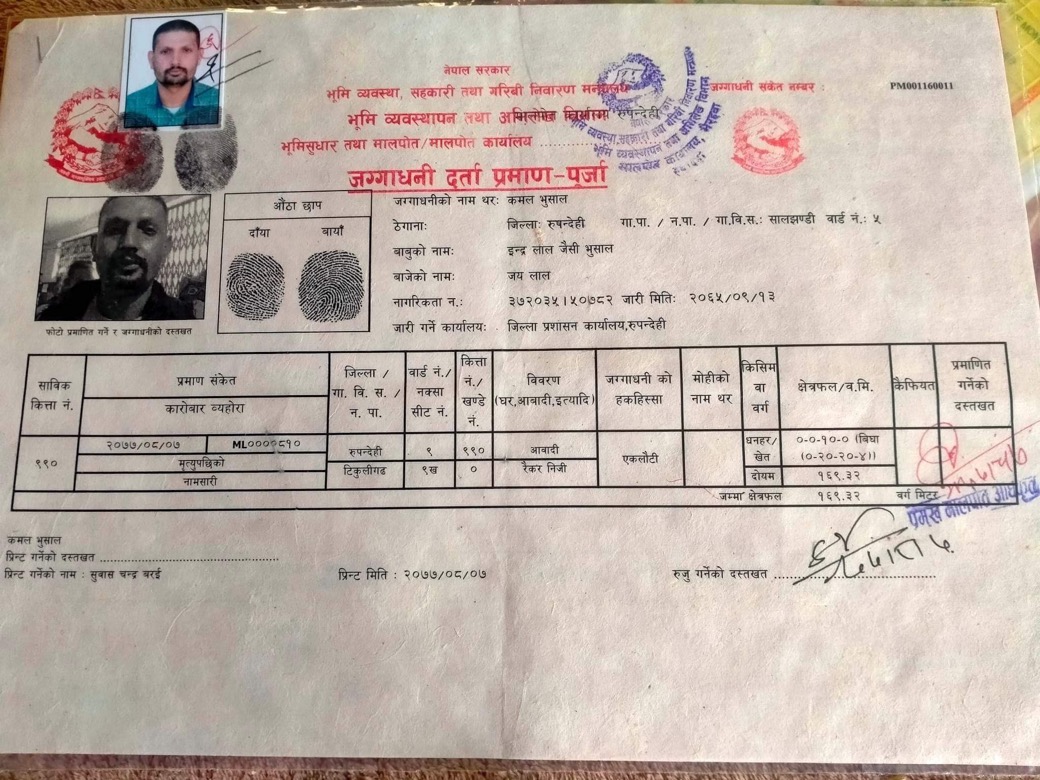 नेपाल सरकार
भूमि व्यवस्था, सहकारी तथा गरिबी निवारण मन्त्रालय
जग्गाधनी संकेत नम्बर : PM001160011
भूमि व्यवस्थापन तथा अभिलेख विभाग
भूमिसुधार तथा मालपोत/मालपोत कार्यालय रुपन्देही
जग्गाधनी दर्ता प्रमाण-पूर्जा
जग्गाधनीको नाम थरः कमल भुसाल
ठेगानाः जिल्लाः रुपन्देही गा.पा. / न.पा. / गा.वि.स.: सालझण्डी वार्ड नं.: ५
बाबुको नामः इन्द्र लाल जैसी भुसाल
बाजेको नामः जय लाल
नागरिकता न.: ३७२०३५।५०७८२ जारी मितिः २०६५/०९/१३
जारी गर्ने कार्यालयः जिल्ला प्रशासन कार्यालय,रुपन्देही
औंठा छाप
दाँया बायाँ
फोटो प्रमाणित गर्ने र जग्गाधनीको दस्तखत
साविक कित्ता नं.
प्रमाण संकेत
कारोबार व्यहोरा
जिल्ला / गा. वि. स. / न. पा.
वार्ड नं./ नक्सा सीट नं.
कित्ता नं./ खण्डे नं.
विवरण (घर,आबादी,इत्यादि)
जग्गाधनी को हकहिस्सा
मोहीको नाम थर
किसिम वा वर्ग
क्षेत्रफल/व.मि.
कैफियत
प्रमाणित गर्नेको दस्तखत
९९०
२०७७/०८/०७
मृत्युपछिको
नामसारी
रुपन्देही
टिकुलीगढ
९
९ख
९९०
०
आवादी
रैकर निजी
एकलौटी
धनहर/ खेत
दोयम
०-०-१०-० (बिघा
(०-२०-२०-४))
१६९.३२
जम्मा क्षेत्रफल १६९.३२ वर्ग मिटर
प्रमुख मालपोत अधिकृत
कमल भुसाल
प्रिन्ट गर्नेको दस्तखत
प्रिन्ट गर्नेको नाम : सुवास चन्द्र बरई
प्रिन्ट मिति : २०७७/०८/०७
रुजु गर्नेको दस्तखत